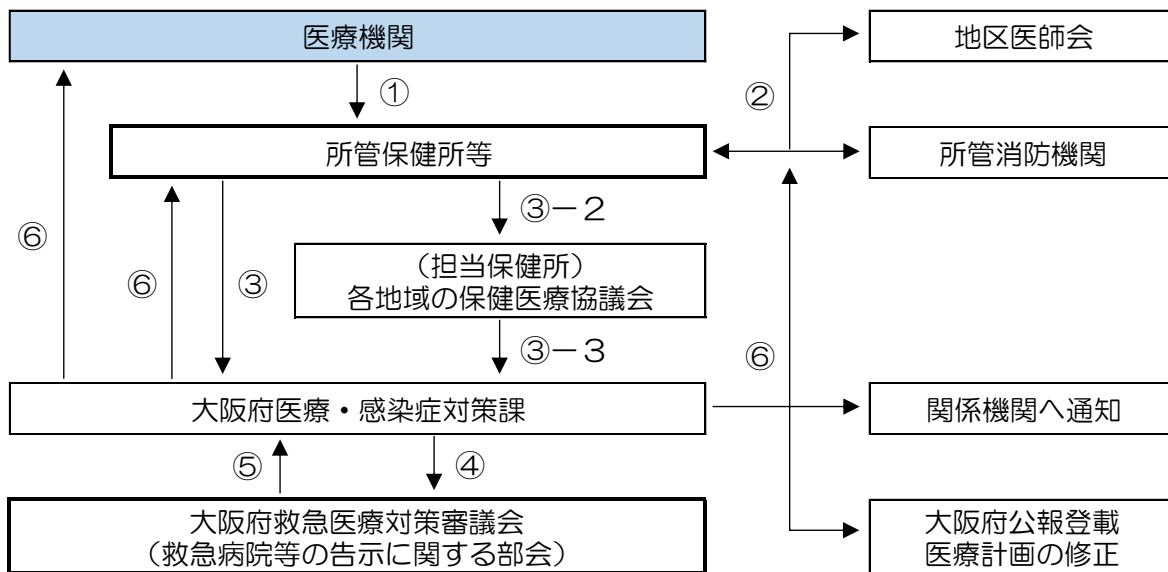 医療機関
地区医師会
①
②
所管保健所等
所管消防機関
③－２
⑥
⑥
③
（担当保健所）
各地域の保健医療協議会
③－３
⑥
大阪府医療・感染症対策課
関係機関へ通知
⑤
④
大阪府救急医療対策審議会
（救急病院等の告示に関する部会）
大阪府公報登載
医療計画の修正